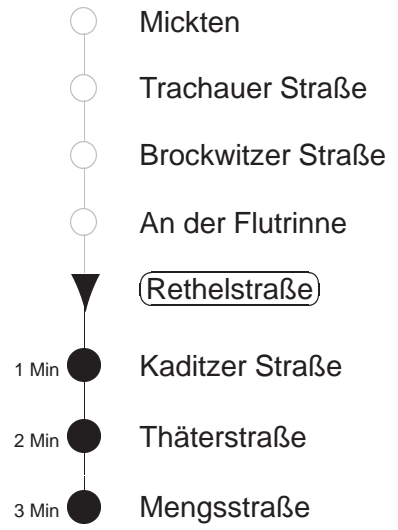 Mickten
Trachauer Straße
Brockwitzer Straße
An der Flutrinne
Rethelstraße
1 Min Kaditzer Straße
2 Min Thäterstraße
3 Min Mengsstraße